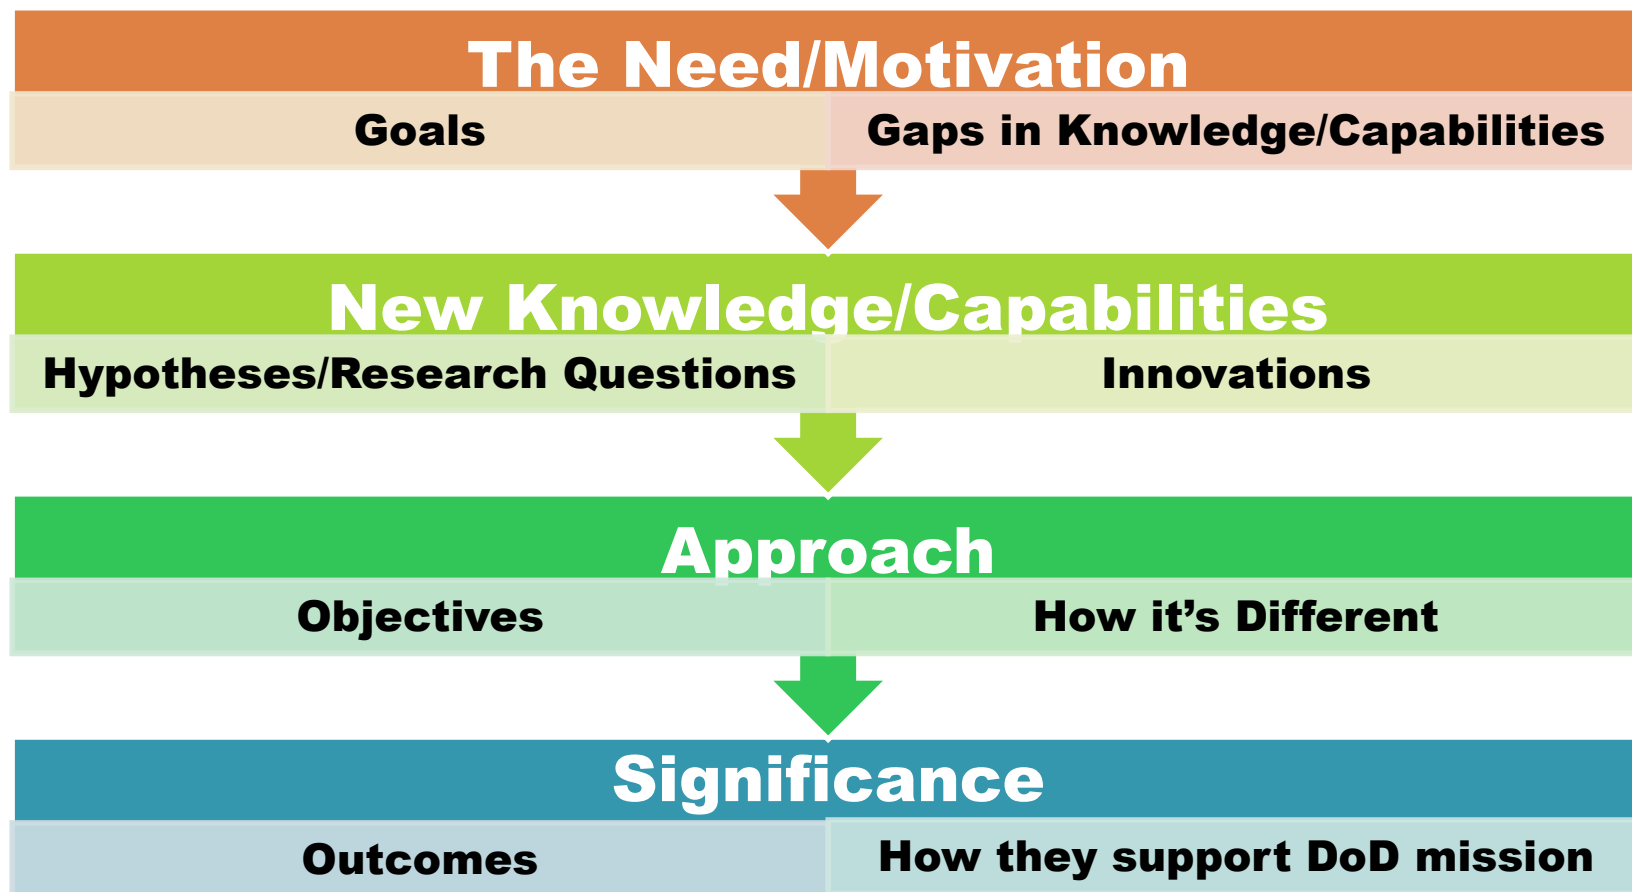 The Need/Motivation
Goals
Gaps in Knowledge/Capabilities
New Knowledge/Capabilities
Hypotheses/Research Questions
Innovations
Approach
Objectives
How it’s Different
Significance
Outcomes
How they support DoD mission